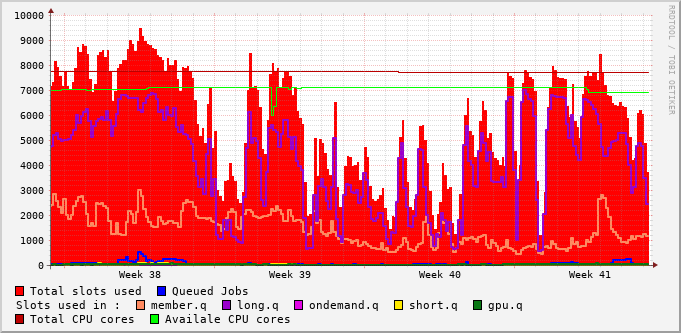 10000
9000
8000
7000
6000
5000
4000
3000
2000
1000
0
Week 38 Week 39 Week 40 Week 41
RRDTOOL / TOBI OETIKER
Total slots used Queued Jobs
Slots used in : member.q long.q ondemand.q short.q gpu.q
Total CPU cores Availale CPU cores